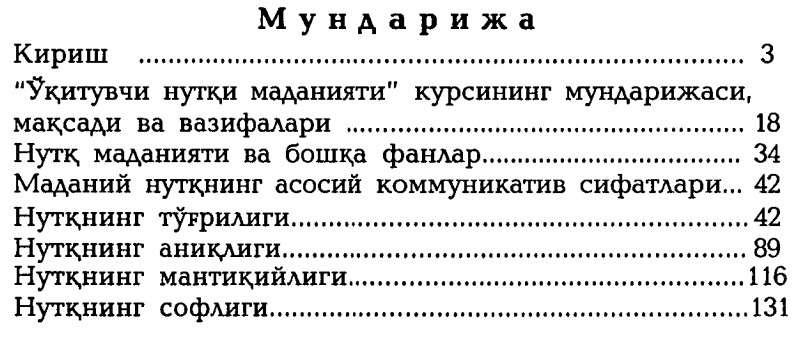 Мундарижа
Кириш ........................................................................ 3
“Ўқитувчи нутқи маданияти” курсининг мундарижаси,
мақсади ва вазифалари ................................................ 18
Нутқ маданияти ва бошқа фанлар............................... 34
Маданий нутқнинг асосий коммуникатив сифатлари... 42
Нутқнинг тўғрилиги....................................................... 42
Нутқнинг аниқлиги........................................................ 89
Нутқнинг мантиқийлиги................................................116
Нутқнинг софлиги.........................................................131